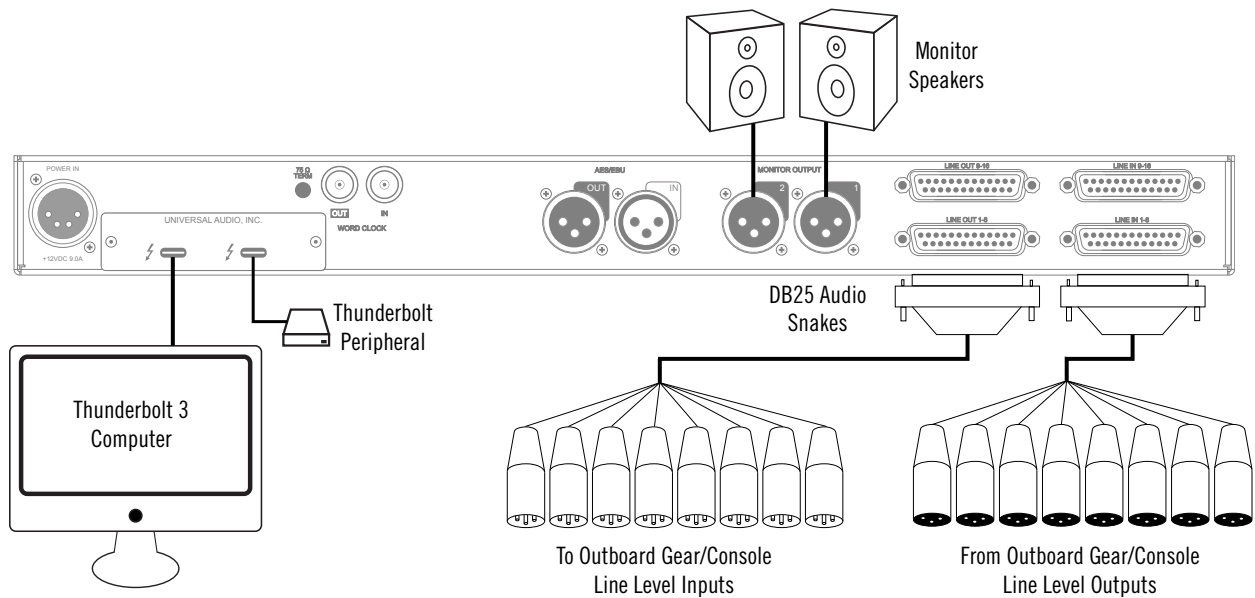 Monitor
Speakers
POWER IN
75 Ω
TERM
AES/EBU
MONITOR OUTPUT
LINE OUT 9-16
LINE IN 9-16
OUT
IN
2
1
UNIVERSAL AUDIO, INC.
OUT
IN
WORD CLOCK
LINE OUT 1-8
LINE IN 1-8
+12VDC 9.0A
DB25 Audio
Snakes
Thunderbolt
Peripheral
Thunderbolt 3
Computer
To Outboard Gear/Console
Line Level Inputs
From Outboard Gear/Console
Line Level Outputs